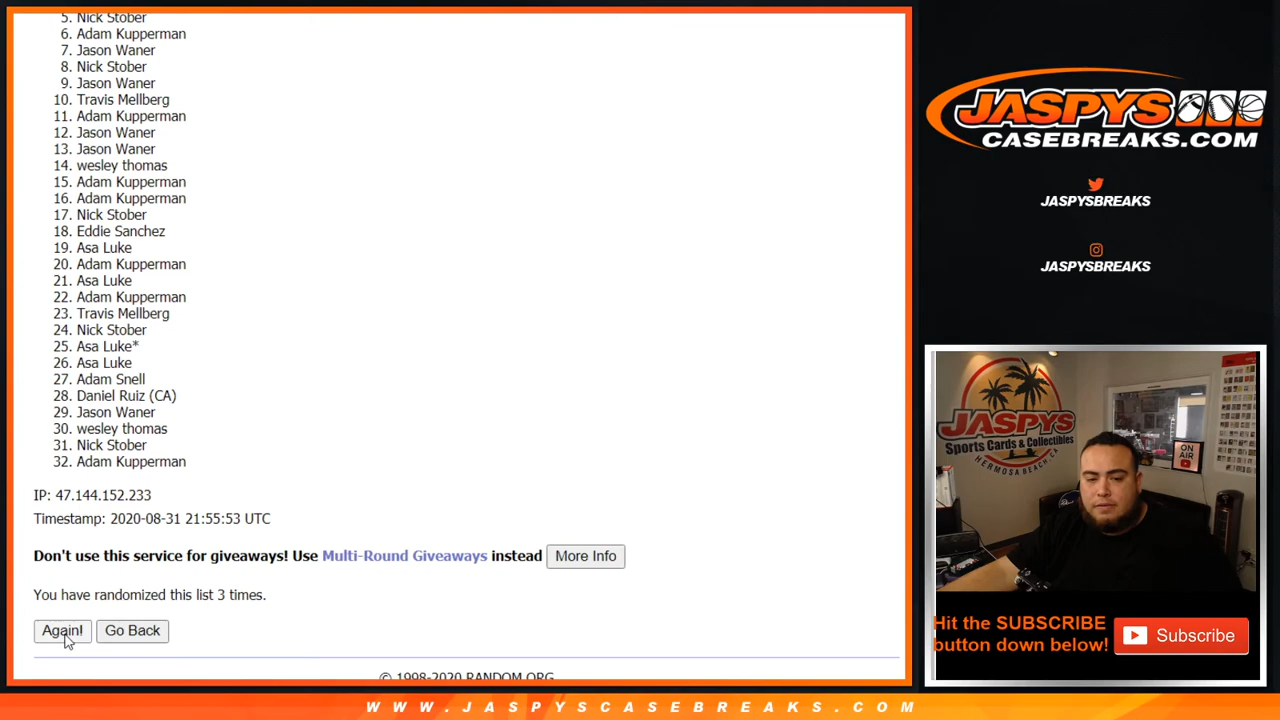 5. Nick Stober
6. Adam Kupperman
7. Jason Waner
8. Nick Stober
9. Jason Waner
10. Travis Mellberg
11. Adam Kupperman
12. Jason Waner
13. Jason Waner
14. wesley thomas
15. Adam Kupperman
16. Adam Kupperman
17. Nick Stober
18. Eddie Sanchez
19. Asa Luke
20. Adam Kupperman
21. Asa Luke
22. Adam Kupperman
23. Travis Mellberg
24. Nick Stober
25. Asa Luke*
26. Asa Luke
27. Adam Snell
28. Daniel Ruiz (CA)
29. Jason Waner
30. wesley thomas
31. Nick Stober
32. Adam Kupperman
IP: 47.144.152.233
Timestamp: 2020-08-31 21:55:53 UTC
Don't use this service for giveaways! Use Multi-Round Giveaways instead More Info
You have randomized this list 3 times.
Again! Go Back
© 1998-2020 RANDOM.ORG
JASPYS
CASEBREAKS.COM
JASPYSBREAKS
JASPYSBREAKS
JASPYS
Sports Cards & Collectibles
HERMOSA BEACH, CA
ON
AIR
Hit the SUBSCRIBE
button down below!
Subscribe
WWW.JASPYSCASEBREAKS.COM